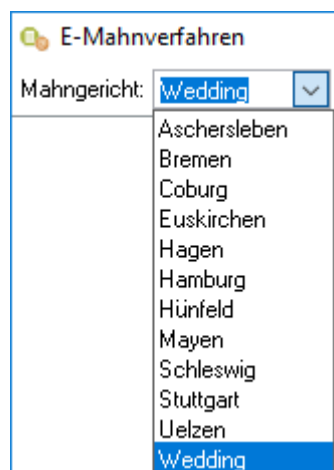 E-Mahnverfahren
Mahngericht: Wedding
Aschersleben
Bremen
Coburg
Euskirchen
Hagen
Hamburg
Hünfeld
Mayen
Schleswig
Stuttgart
Uelzen
Wedding